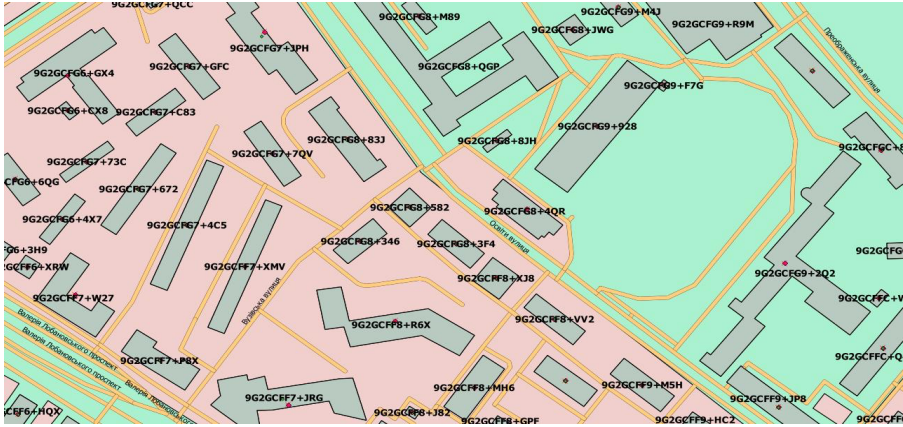 9G2GCFG8+M89
9G2GCFG9+M4J
9G2GCFG9+R9M
9G2GCFG8+JWG
9G2GCFG7+JPH
9G2GCFG7+GFC
9G2GCFG8+QGP
9G2GCFG6+GX4
Преображенська вулиця
9G2GCFG9+F7G
9G2GCFG6+CX8
9G2GCFG7+C83
9G2GCFG9+928
9G2GCFG8+83J
9G2GCFG8+8JH
9G2GCFG7+7QV
9G2GCFG7+73C
9G2GCFG7+672
9G2GCFG8+582
9G2GCFG8+4QR
9G2GCFG6+4X7
9G2GCFG7+4C5
Освіти вулиця
9G2GCFG8+346
9G2GCFG8+3F4
9G2GCFF7+XMV
9G2GCFG9+2Q2
9G2GCFF8+XJ8
9G2GCFF7+W27
Вузівська вулиця
Валерія Лобановського проспект
9G2GCFF8+VV2
9G2GCFF8+R6X
Валерія Лобановського проспект
9G2GCFF7+P8X
9G2GCFF8+MH6
9G2GCFF9+M5H
9G2GCFF7+JRG
9G2GCFF9+JP8
9G2GCFF8+J82
9G2GCFF8+GPF
9G2GCFF9+HC2